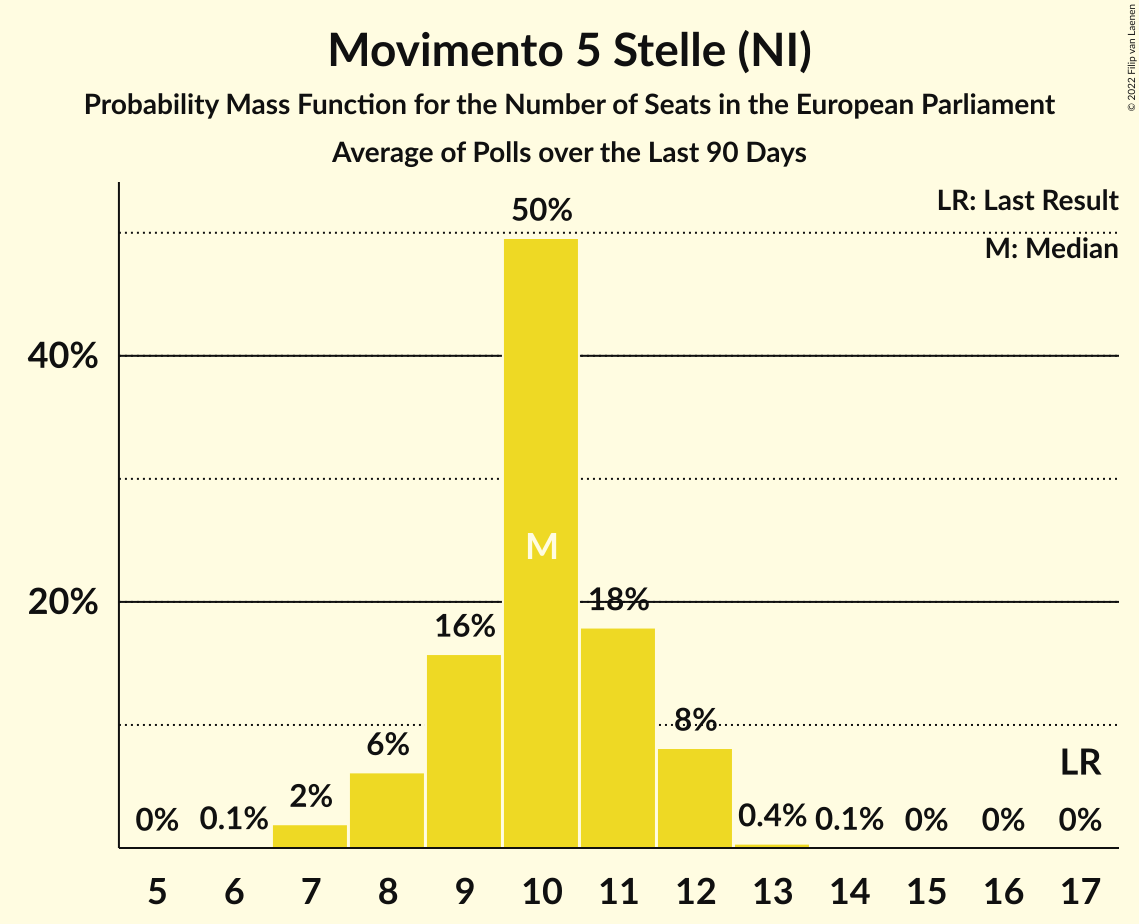 Movimento 5 Stelle (NI)
Probability Mass Function for the Number of Seats in the European Parliament
Average of Polls over the Last 90 Days
© 2022 Filip van Laenen
LR: Last Result
M: Median
50%
40%
M
20%
18%
16%
8%
6%
LR
2%
0% 0.1% 0.4% 0.1% 0% 0% 0%
5 6 7 8 9 10 11 12 13 14 15 16 17